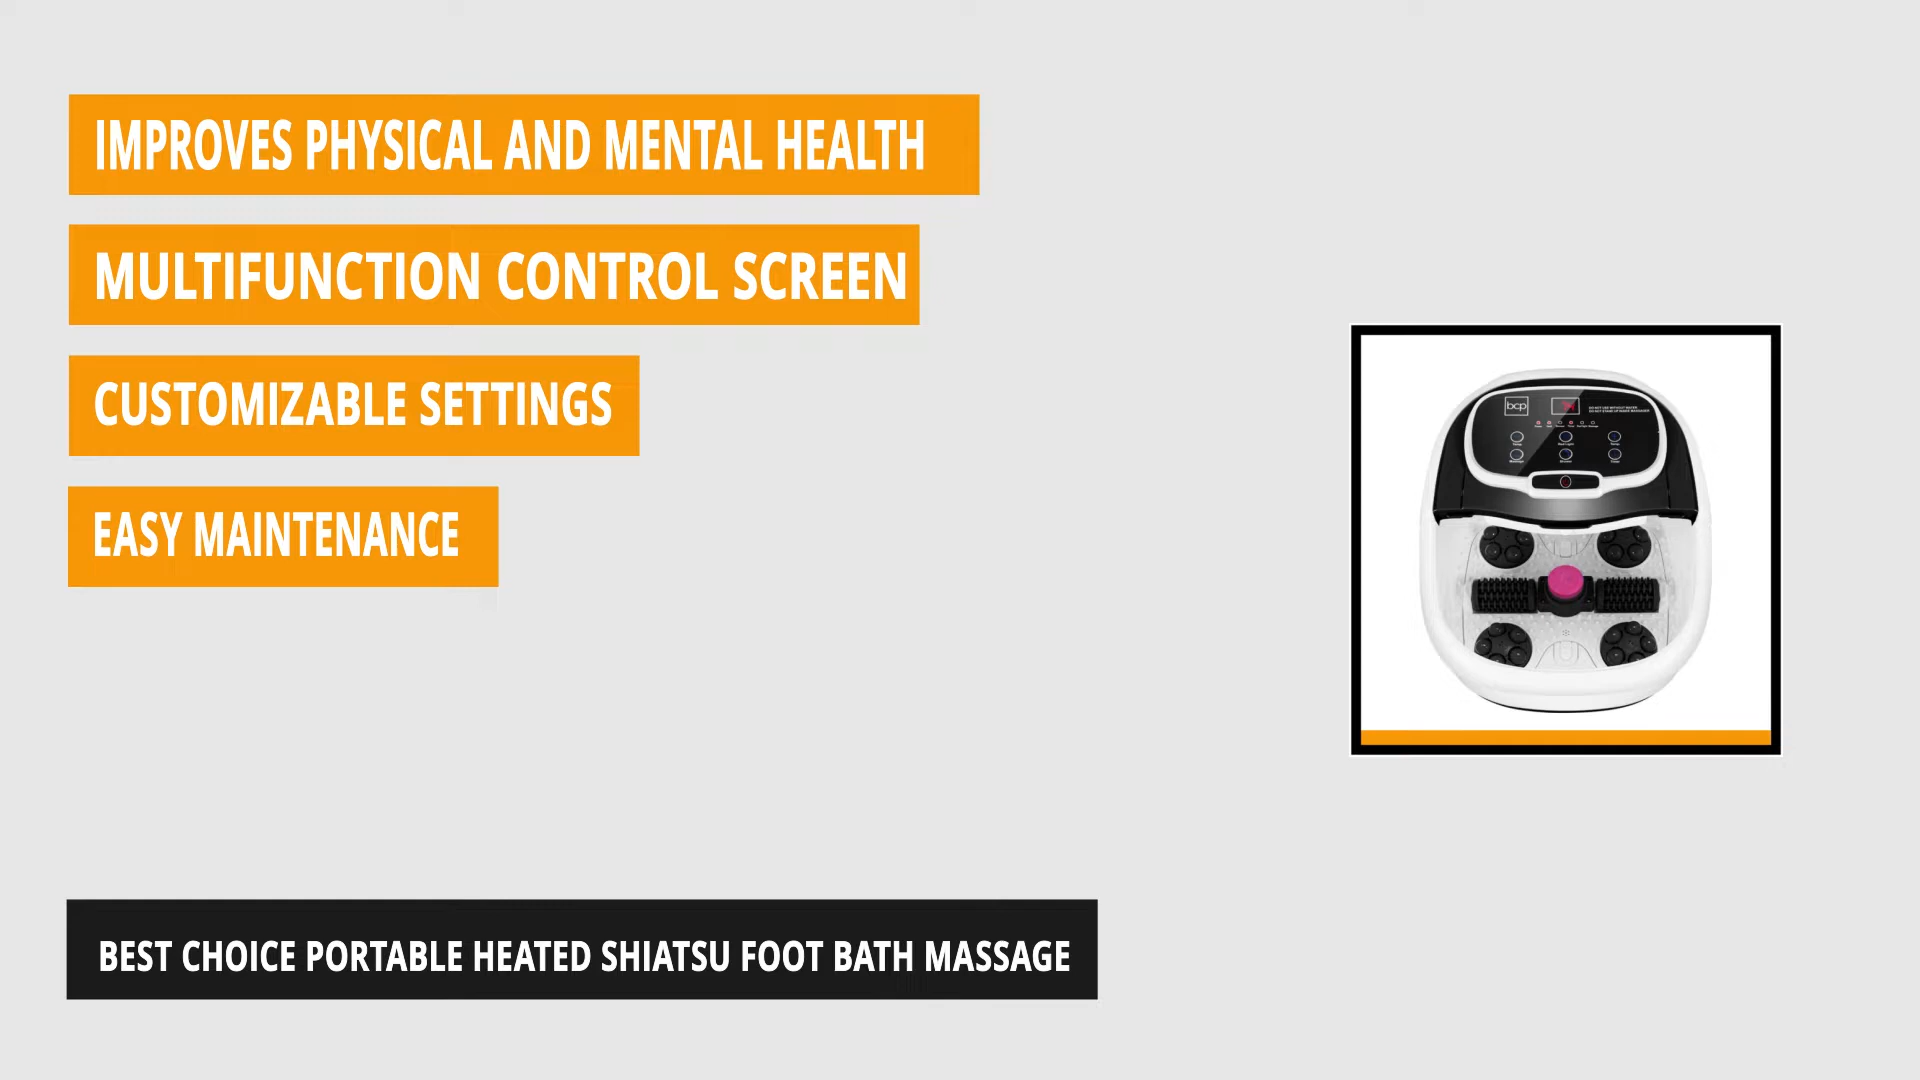 IMPROVES PHYSICAL AND MENTAL HEALTH
MULTIFUNCTION CONTROL SCREEN
CUSTOMIZABLE SETTINGS
EASY MAINTENANCE
bcp
BEST CHOICE PORTABLE HEATED SHIATSU FOOT BATH MASSAGE